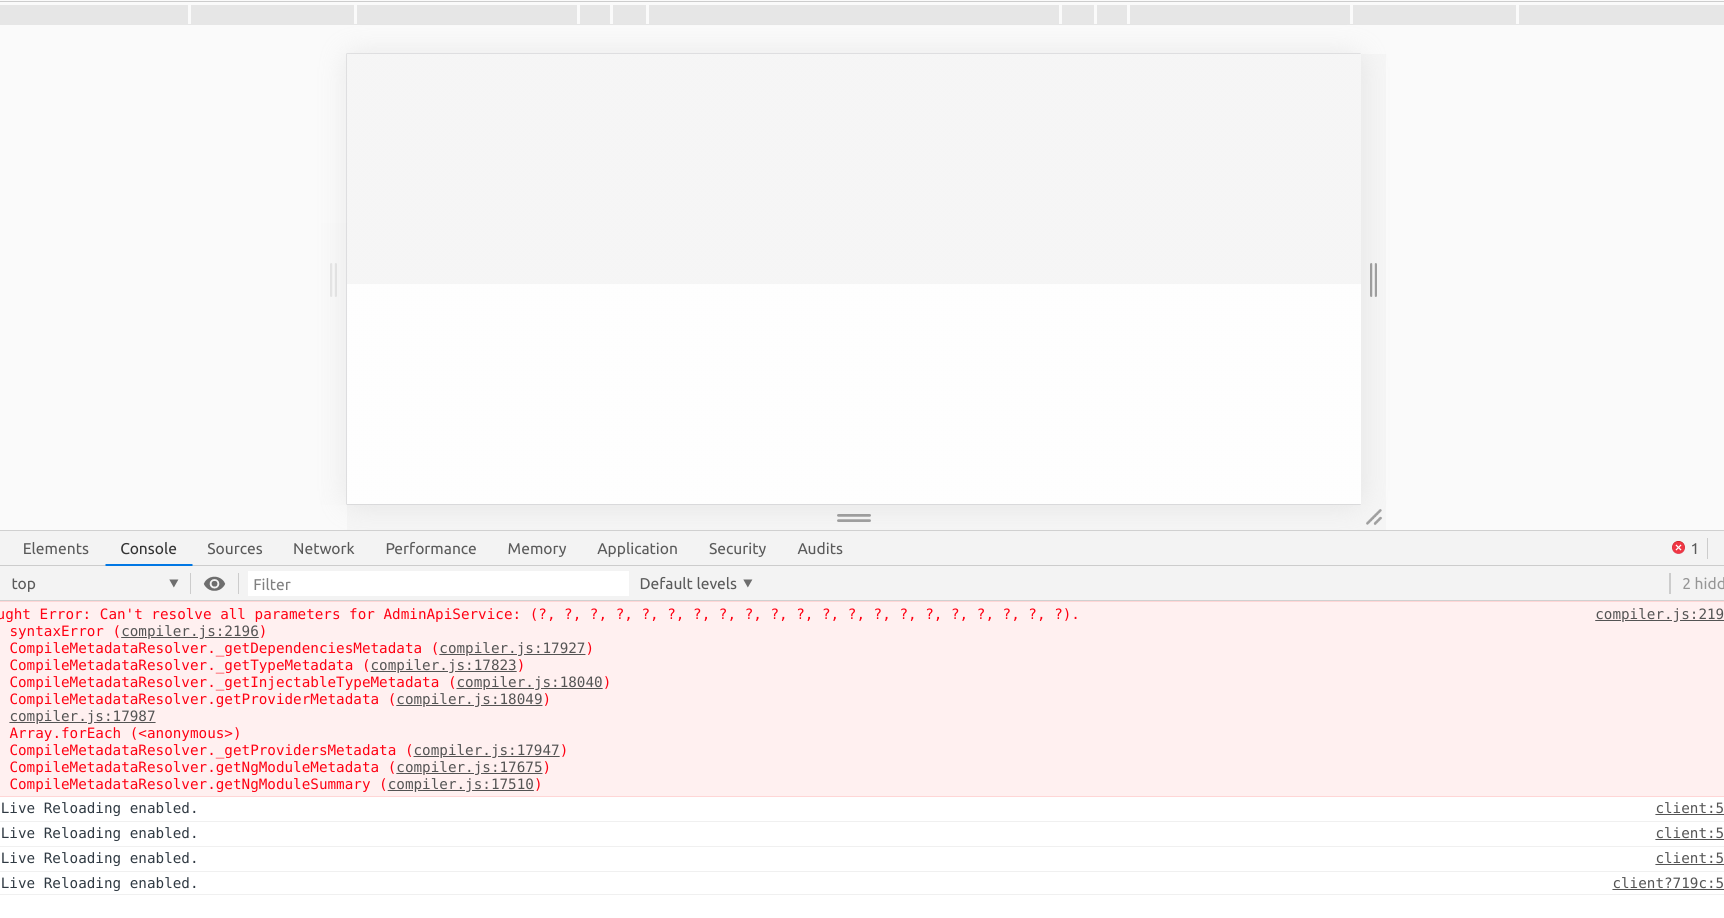 Elements Console Sources Network Performance Memory Application Security Audits 1
top ▼ Filter Default levels ▼ 2 hidd
ught Error: Can't resolve all parameters for AdminApiService: (?, ?, ?, ?, ?, ?, ?, ?, ?, ?, ?, ?, ?, ?, ?, ?, ?, ?, ?, ?, ?). compiler.js:219
syntaxError (compiler.js:2196)
CompileMetadataResolver._getDependenciesMetadata (compiler.js:17927)
CompileMetadataResolver._getTypeMetadata (compiler.js:17823)
CompileMetadataResolver._getInjectableTypeMetadata (compiler.js:18040)
CompileMetadataResolver.getProviderMetadata (compiler.js:18049)
compiler.js:17987
Array.forEach (<anonymous>)
CompileMetadataResolver._getProvidersMetadata (compiler.js:17947)
CompileMetadataResolver.getNgModuleMetadata (compiler.js:17675)
CompileMetadataResolver.getNgModuleSummary (compiler.js:17510)
Live Reloading enabled. client:5
Live Reloading enabled. client:5
Live Reloading enabled. client:5
Live Reloading enabled. client?719c:5